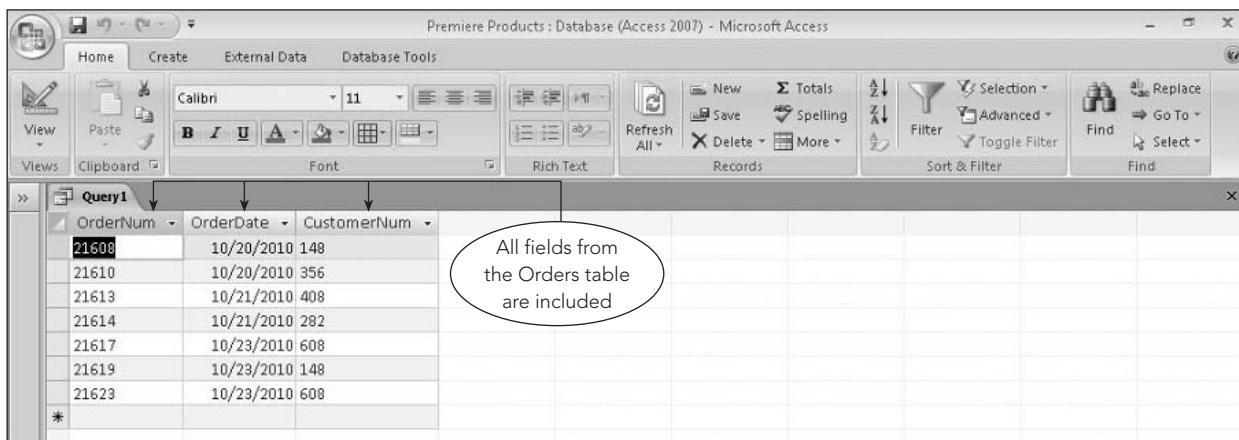 Premiere Products : Database (Access 2007) - Microsoft Access
Home Create External Data Database Tools
View
Views
Paste
Clipboard
Calibri 11
B I U A
Font
Rich Text
Refresh
All
New
Save
Delete
Σ Totals
Spelling
More
Records
Filter
Selection
Advanced
Toggle Filter
Sort & Filter
Find
Replace
Go To
Select
Find
Query1
OrderNum OrderDate CustomerNum
21608 10/20/2010 148
21610 10/20/2010 356
21613 10/21/2010 408
21614 10/21/2010 282
21617 10/23/2010 608
21619 10/23/2010 148
21623 10/23/2010 608
All fields from
the Orders table
are included